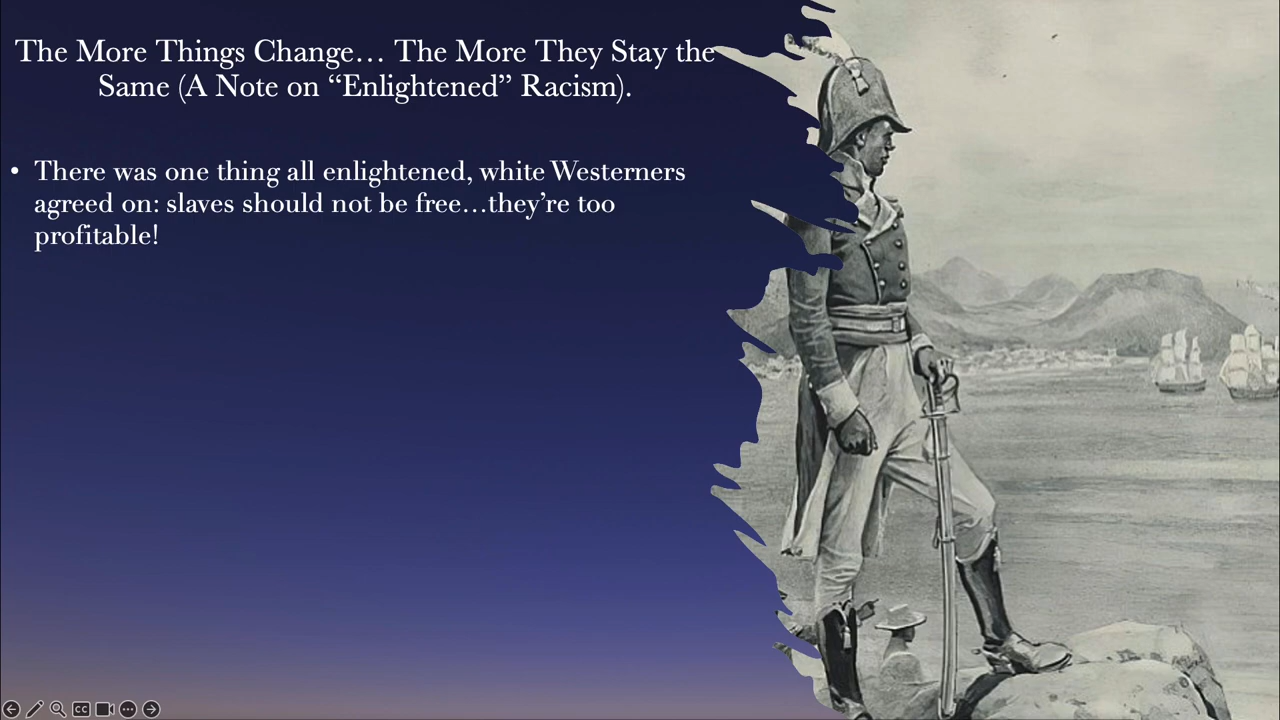 The More Things Change… The More They Stay the
Same (A Note on “Enlightened” Racism).
• There was one thing all enlightened, white Westerners
agreed on: slaves should not be free…they’re too
profitable!
CC